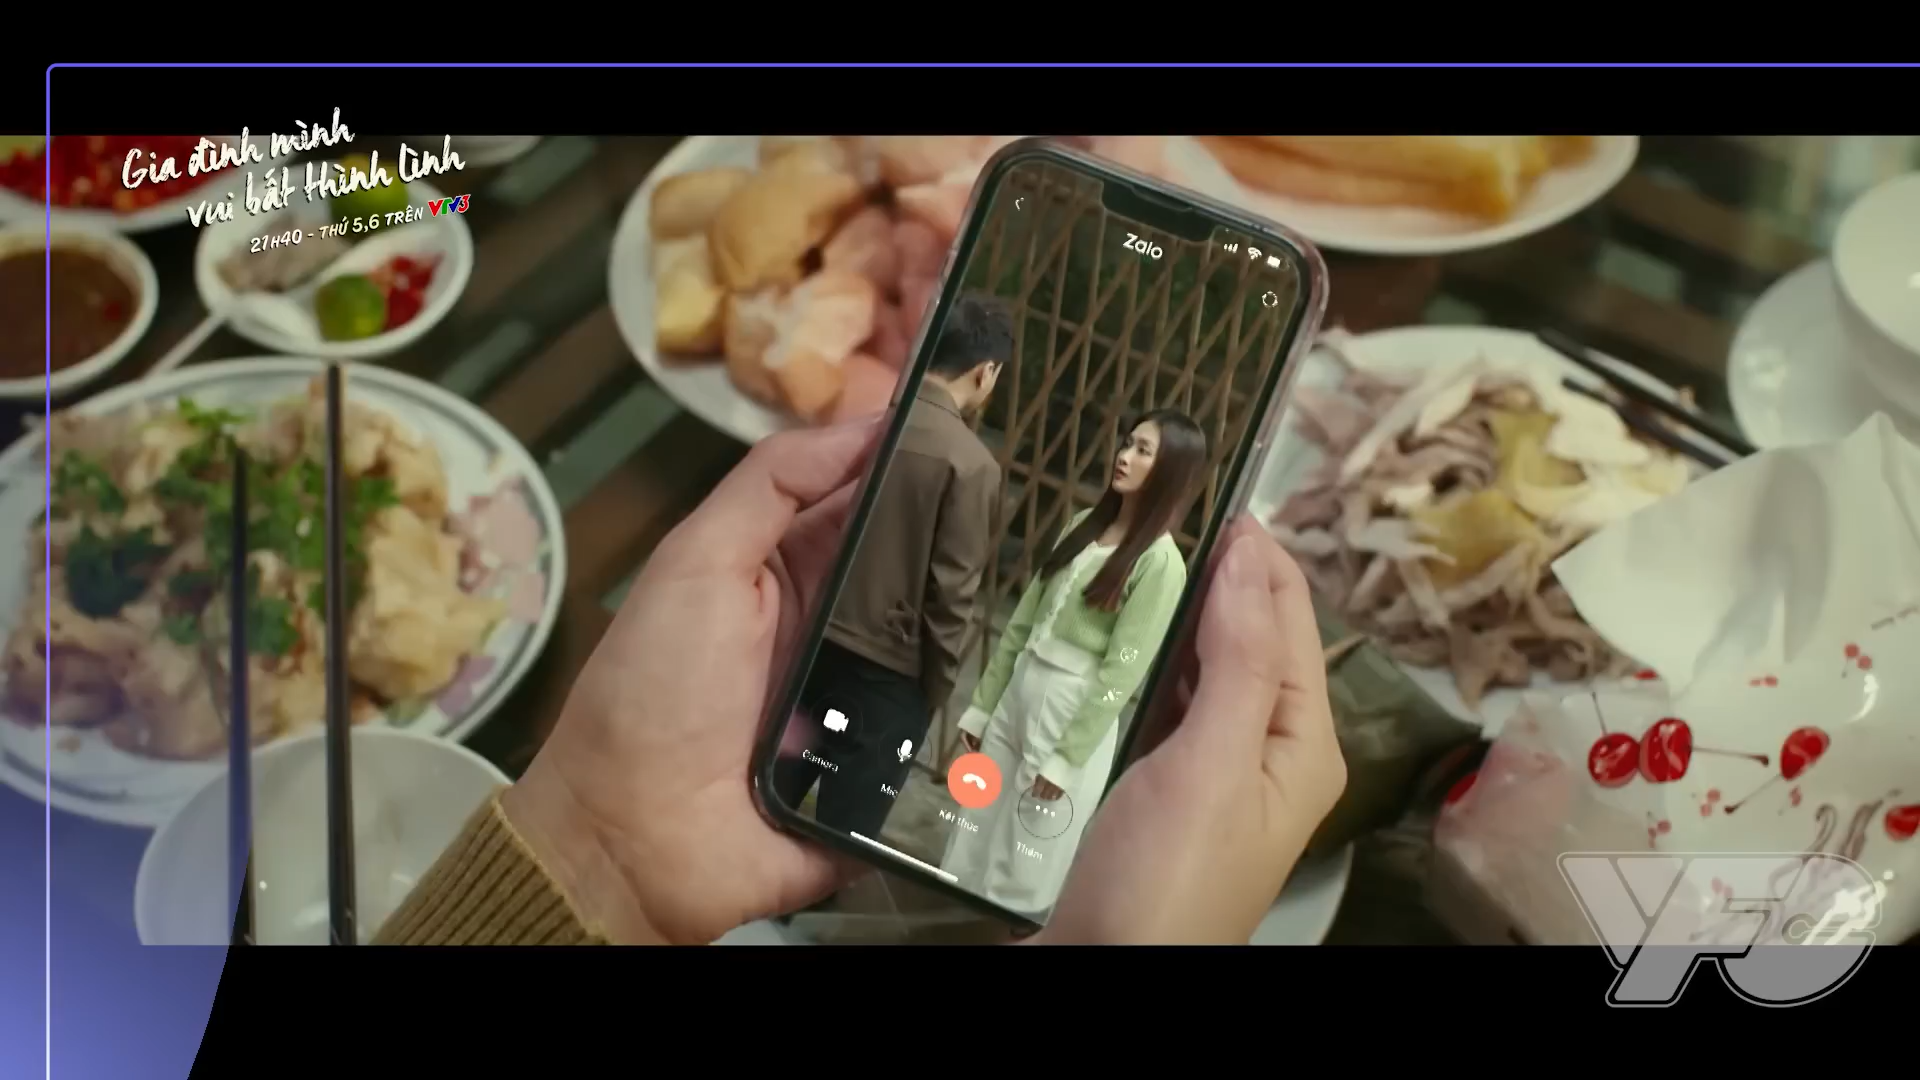 Gia đình mình
vui bất thình lình
21H40 - THỨ 5,6 TRÊN VTV3
Zalo
Camera
Mic
Kết thúc
Thêm
YFC